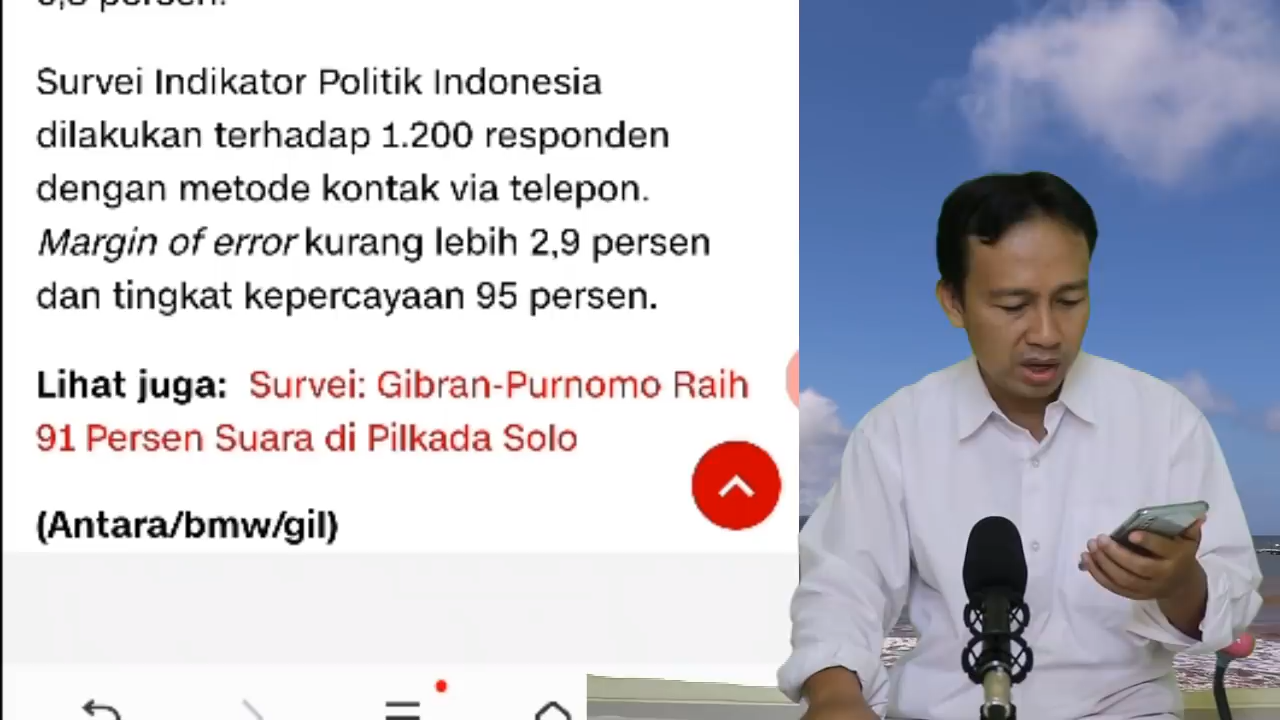 persen.
Survei Indikator Politik Indonesia
dilakukan terhadap 1.200 responden
dengan metode kontak via telepon.
Margin of error kurang lebih 2,9 persen
dan tingkat kepercayaan 95 persen.
Lihat juga: Survei: Gibran-Purnomo Raih
91 Persen Suara di Pilkada Solo
(Antara/bmw/gil)